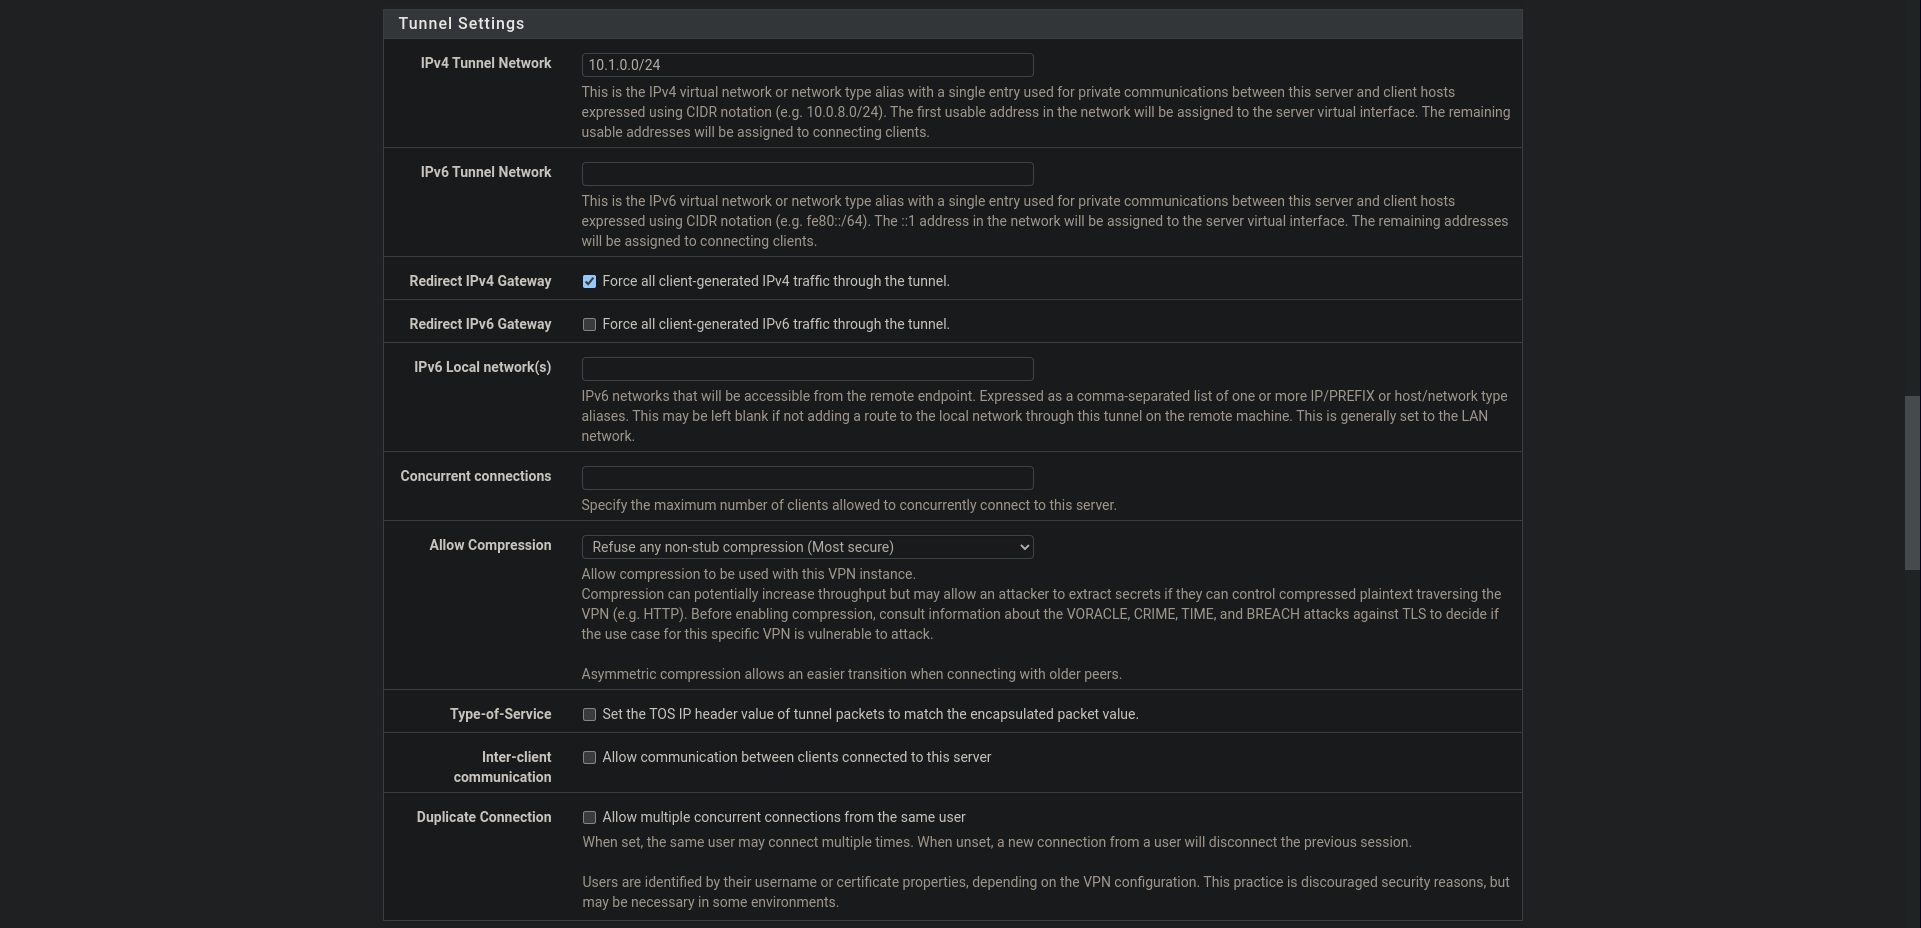 Tunnel Settings
IPv4 Tunnel Network
10.1.0.0/24
This is the IPv4 virtual network or network type alias with a single entry used for private communications between this server and client hosts
expressed using CIDR notation (e.g. 10.0.8.0/24). The first usable address in the network will be assigned to the server virtual interface. The remaining
usable addresses will be assigned to connecting clients.
IPv6 Tunnel Network
This is the IPv6 virtual network or network type alias with a single entry used for private communications between this server and client hosts
expressed using CIDR notation (e.g. fe80::/64). The ::1 address in the network will be assigned to the server virtual interface. The remaining addresses
will be assigned to connecting clients.
Redirect IPv4 Gateway
Force all client-generated IPv4 traffic through the tunnel.
Redirect IPv6 Gateway
Force all client-generated IPv6 traffic through the tunnel.
IPv6 Local network(s)
IPv6 networks that will be accessible from the remote endpoint. Expressed as a comma-separated list of one or more IP/PREFIX or host/network type
aliases. This may be left blank if not adding a route to the local network through this tunnel on the remote machine. This is generally set to the LAN
network.
Concurrent connections
Specify the maximum number of clients allowed to concurrently connect to this server.
Allow Compression
Refuse any non-stub compression (Most secure)
Allow compression to be used with this VPN instance.
Compression can potentially increase throughput but may allow an attacker to extract secrets if they can control compressed plaintext traversing the
VPN (e.g. HTTP). Before enabling compression, consult information about the VORACLE, CRIME, TIME, and BREACH attacks against TLS to decide if
the use case for this specific VPN is vulnerable to attack.
Asymmetric compression allows an easier transition when connecting with older peers.
Type-of-Service
Set the TOS IP header value of tunnel packets to match the encapsulated packet value.
Inter-client
communication
Allow communication between clients connected to this server
Duplicate Connection
Allow multiple concurrent connections from the same user
When set, the same user may connect multiple times. When unset, a new connection from a user will disconnect the previous session.
Users are identified by their username or certificate properties, depending on the VPN configuration. This practice is discouraged security reasons, but
may be necessary in some environments.